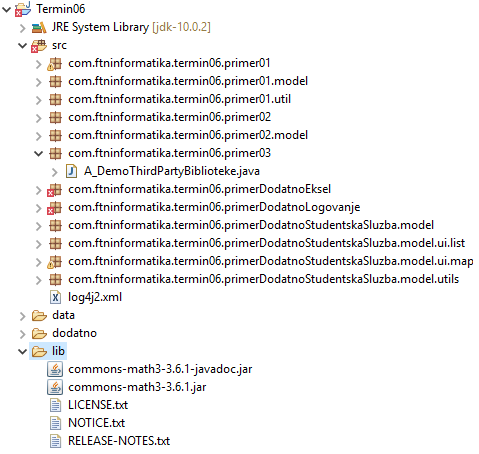 Termin06
JRE System Library [jdk-10.0.2]
src
com.ftninformatika.termin06.primer01
com.ftninformatika.termin06.primer01.model
com.ftninformatika.termin06.primer01.util
com.ftninformatika.termin06.primer02
com.ftninformatika.termin06.primer02.model
com.ftninformatika.termin06.primer03
A_DemoThirdPartyBiblioteke.java
com.ftninformatika.termin06.primerDodatnoEksel
com.ftninformatika.termin06.primerDodatnoLogovanje
com.ftninformatika.termin06.primerDodatnoStudentskaSluzba.model
com.ftninformatika.termin06.primerDodatnoStudentskaSluzba.model.ui.list
com.ftninformatika.termin06.primerDodatnoStudentskaSluzba.model.ui.map
com.ftninformatika.termin06.primerDodatnoStudentskaSluzba.model.utils
log4j2.xml
data
dodatno
lib
commons-math3-3.6.1-javadoc.jar
commons-math3-3.6.1.jar
LICENSE.txt
NOTICE.txt
RELEASE-NOTES.txt